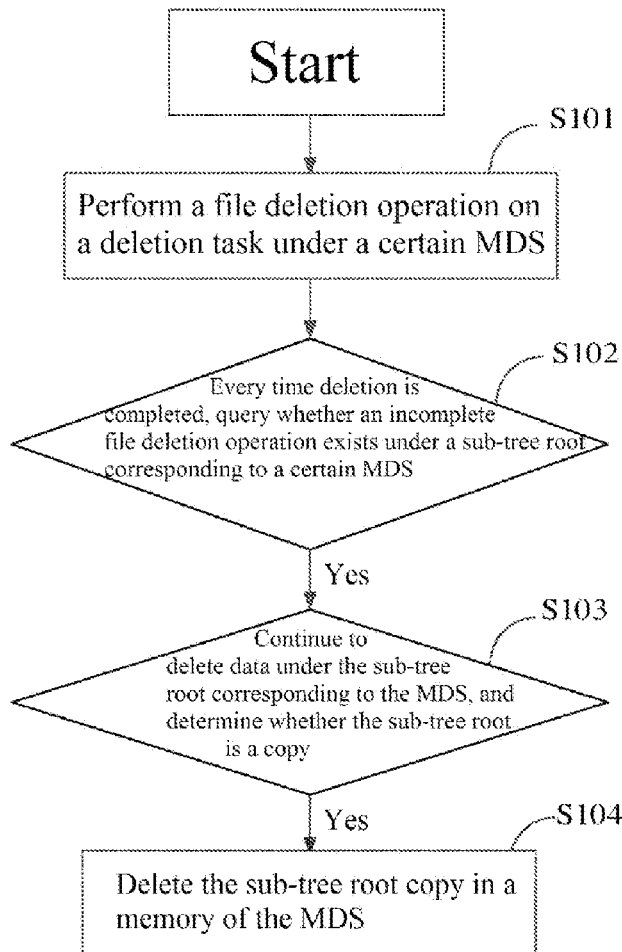 Start
S101
Perform a file deletion operation on
a deletion task under a certain MDS
S102
Every time deletion is
completed, query whether an incomplete
file deletion operation exists under a sub-tree root
corresponding to a certain MDS
Yes
S103
Continue to
delete data under the sub-tree
root corresponding to the MDS, and
determine whether the sub-tree root
is a copy
Yes
S104
Delete the sub-tree root copy in a
memory of the MDS